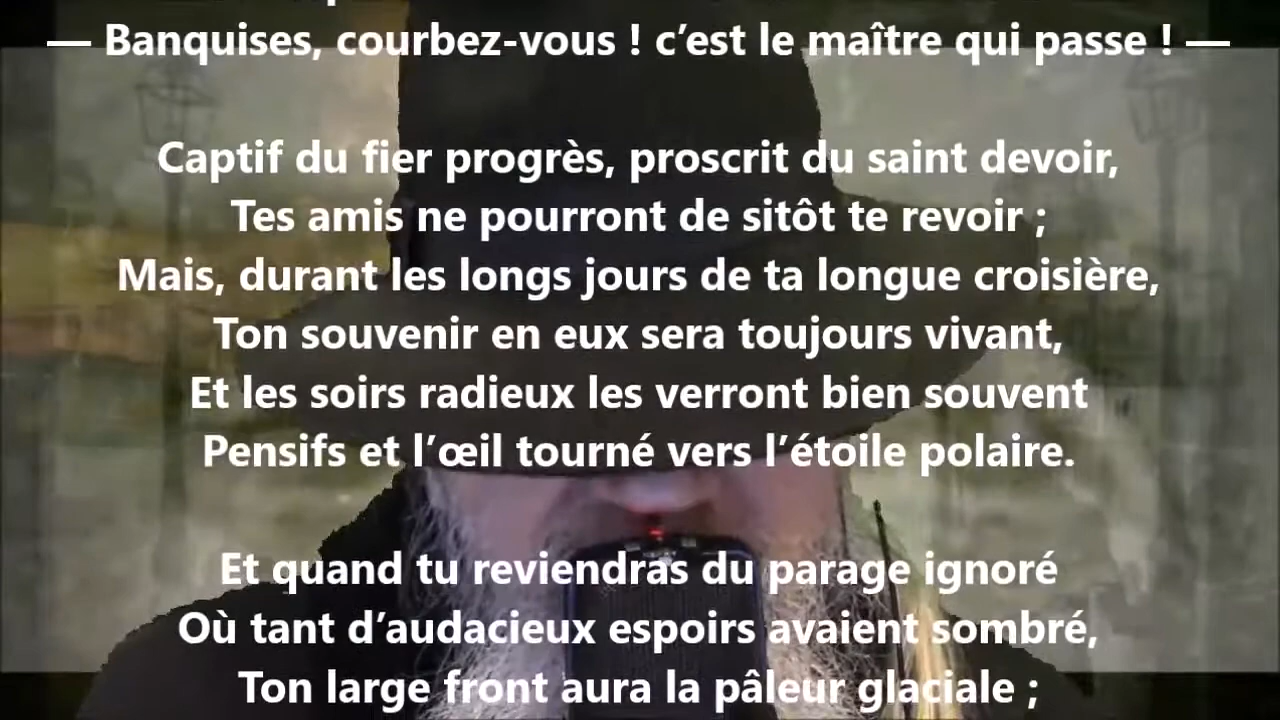 — Banquises, courbez-vous ! c’est le maître qui passe ! —
Captif du fier progrès, proscrit du saint devoir,
Tes amis ne pourront de sitôt te revoir ;
Mais, durant les longs jours de ta longue croisière,
Ton souvenir en eux sera toujours vivant,
Et les soirs radieux les verront bien souvent
Pensifs et l’œil tourné vers l’étoile polaire.
Et quand tu reviendras du parage ignoré
Où tant d’audacieux espoirs avaient sombré,
Ton large front aura la pâleur glaciale ;